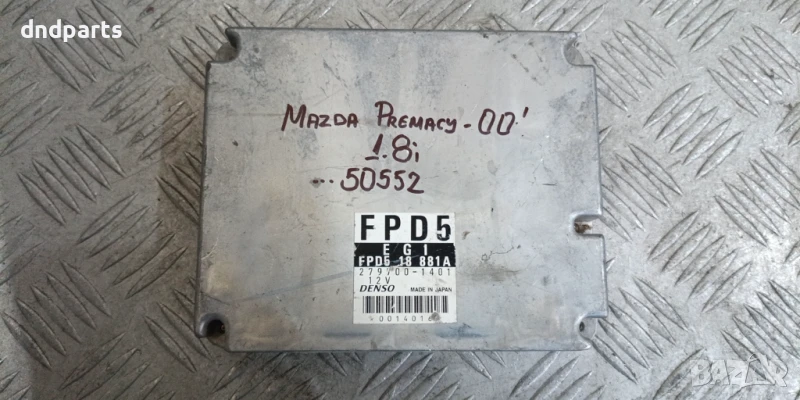 dndparts
MAZDA PREMACY-00'
1.8i
50552
FPD5
EGI
FPD5 18 881A
279700-1401
12V
DENSO MADE IN JAPAN
BAZAR